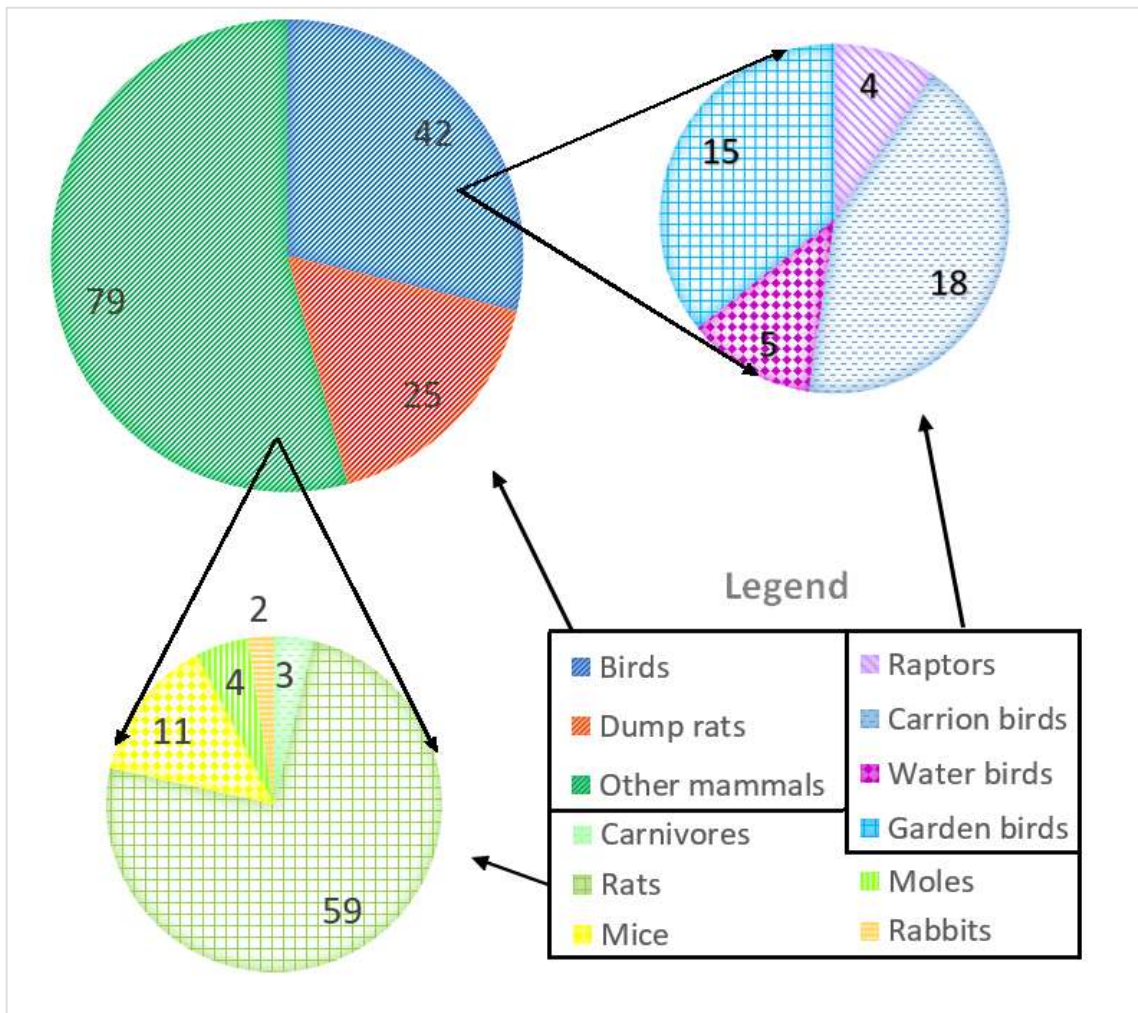 42
25
79
4
18
5
15
2
3
4
11
59
Legend
Birds
Dump rats
Other mammals
Raptors
Carrion birds
Water birds
Garden birds
Carnivores
Rats
Mice
Moles
Rabbits